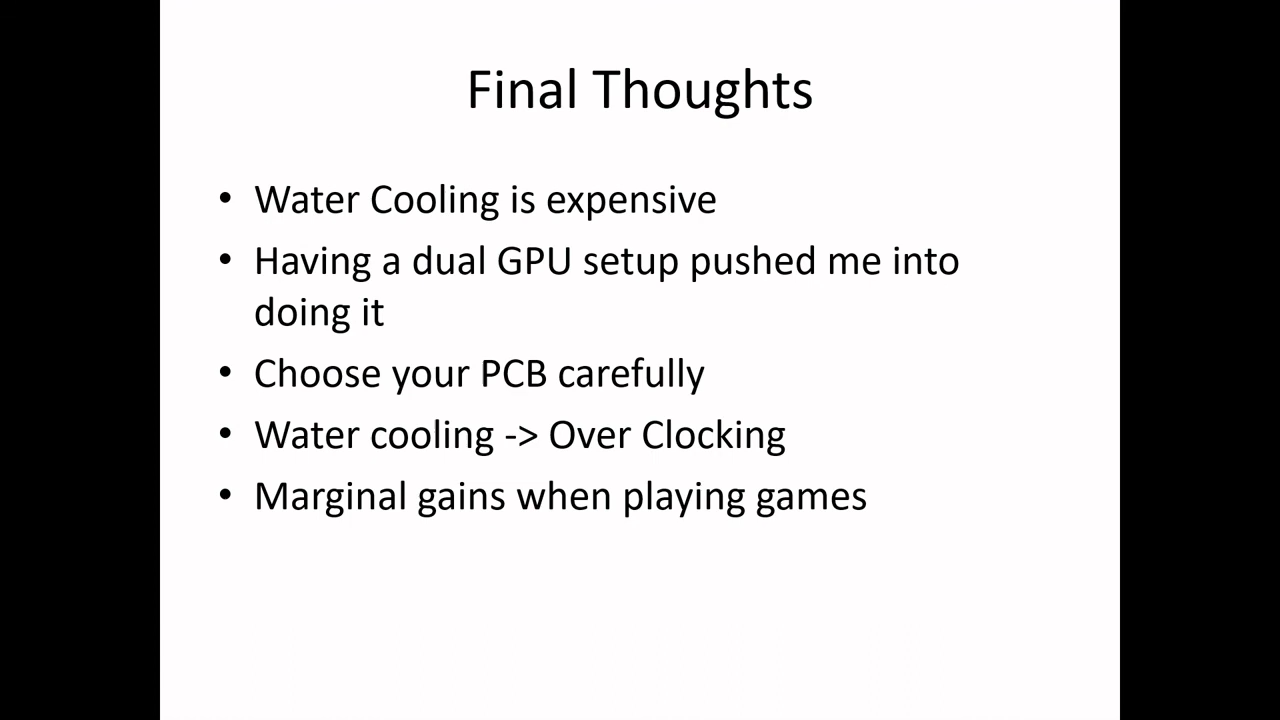 Final Thoughts
• Water Cooling is expensive
• Having a dual GPU setup pushed me into
doing it
• Choose your PCB carefully
• Water cooling -> Over Clocking
• Marginal gains when playing games